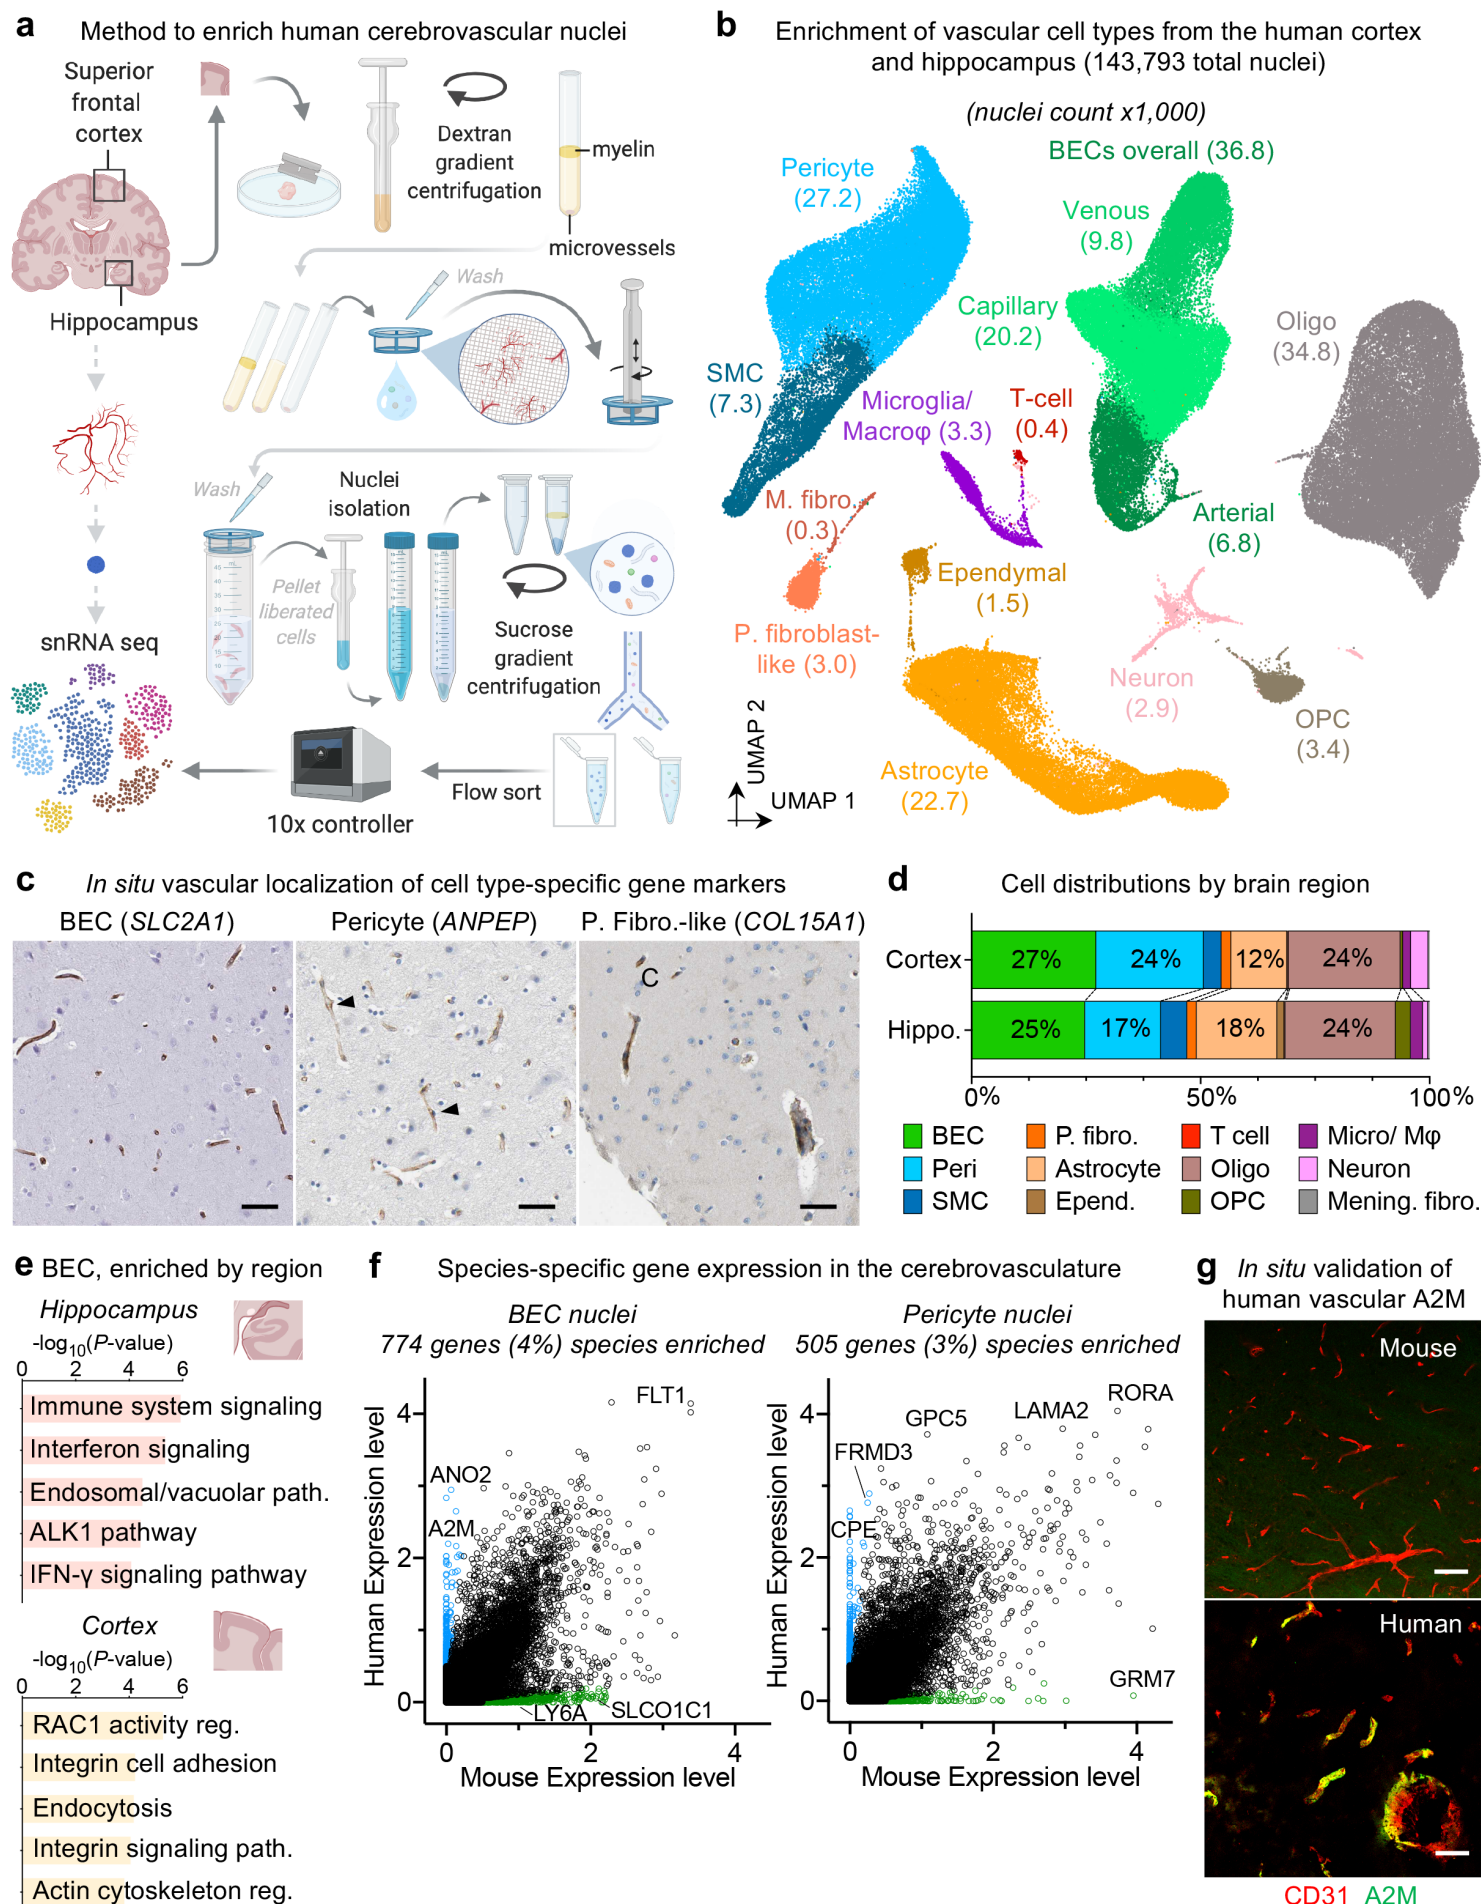 a Method to enrich human cerebrovascular nuclei
Superior
frontal
cortex
Dextran
gradient
centrifugation
myelin
microvessels
Hippocampus
Wash
Wash
Nuclei
isolation
Pellet
liberated
cells
Sucrose
gradient
centrifugation
snRNA seq
Flow sort
10x controller
b Enrichment of vascular cell types from the human cortex
and hippocampus (143,793 total nuclei)
(nuclei count x1,000)
Pericyte
(27.2)
BECs overall (36.8)
Venous
(9.8)
Capillary
(20.2)
Oligo
(34.8)
SMC
(7.3)
Microglia/
Macroφ (3.3)
T-cell
(0.4)
M. fibro.
(0.3)
Arterial
(6.8)
Ependymal
(1.5)
P. fibroblast-
like (3.0)
Neuron
(2.9)
OPC
(3.4)
Astrocyte
(22.7)
UMAP 2
UMAP 1
c In situ vascular localization of cell type-specific gene markers
BEC (SLC2A1)
Pericyte (ANPEP)
P. Fibro.-like (COL15A1)
C
d Cell distributions by brain region
Cortex
27% 24% 12% 24%
Hippo.
25% 17% 18% 24%
0% 50% 100%
BEC P. fibro. T cell Micro/ Mφ
Peri Astrocyte Oligo Neuron
SMC Epend. OPC Mening. fibro.
e BEC, enriched by region
Hippocampus
-log10(P-value)
0 2 4 6
Immune system signaling
Interferon signaling
Endosomal/vacuolar path.
ALK1 pathway
IFN-γ signaling pathway
Cortex
-log10(P-value)
0 2 4 6
RAC1 activity reg.
Integrin cell adhesion
Endocytosis
Integrin signaling path.
Actin cytoskeleton reg.
f Species-specific gene expression in the cerebrovasculature
BEC nuclei
774 genes (4%) species enriched
Human Expression level
4
2
0
FLT1
ANO2
A2M
LY6A
SLCO1C1
0 2 4
Mouse Expression level
Pericyte nuclei
505 genes (3%) species enriched
Human Expression level
4
2
0
RORA
LAMA2
GPC5
FRMD3
CPE
GRM7
0 2 4
Mouse Expression level
g In situ validation of
human vascular A2M
Mouse
Human
CD31 A2M